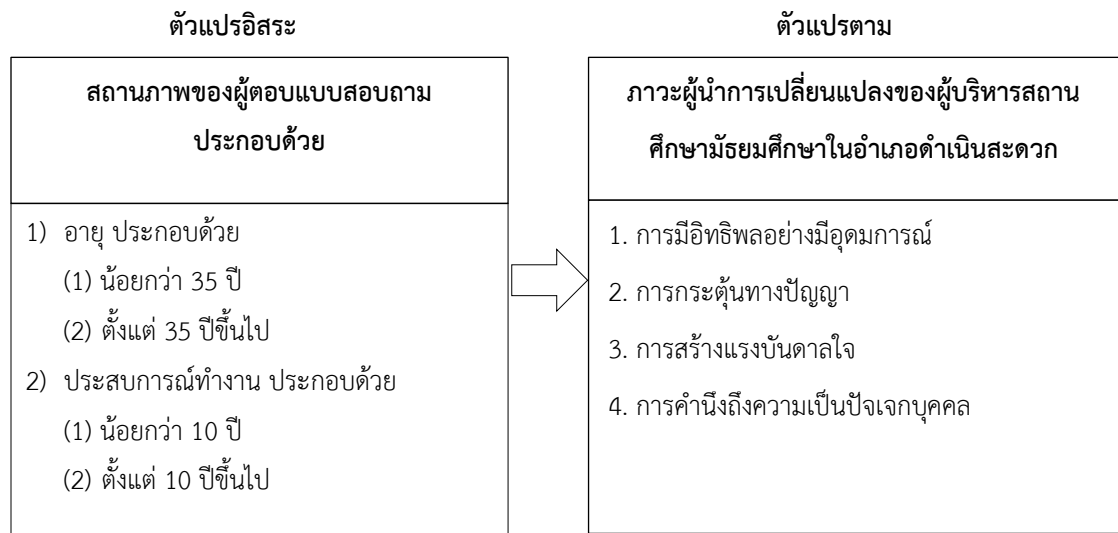 ตัวแปรอิสระ
สถานภาพของผู้ตอบแบบสอบถาม
ประกอบด้วย
1) อายุ ประกอบด้วย
(1) น้อยกว่า 35 ปี
(2) ตั้งแต่ 35 ปีขึ้นไป
2) ประสบการณ์ทำงาน ประกอบด้วย
(1) น้อยกว่า 10 ปี
(2) ตั้งแต่ 10 ปีขึ้นไป
ตัวแปรตาม
ภาวะผู้นำการเปลี่ยนแปลงของผู้บริหารสถาน
ศึกษามัธยมศึกษาในอำเภอดำเนินสะดวก
1. การมีอิทธิพลอย่างมีอุดมการณ์
2. การกระตุ้นทางปัญญา
3. การสร้างแรงบันดาลใจ
4. การคำนึงถึงความเป็นปัจเจกบุคคล